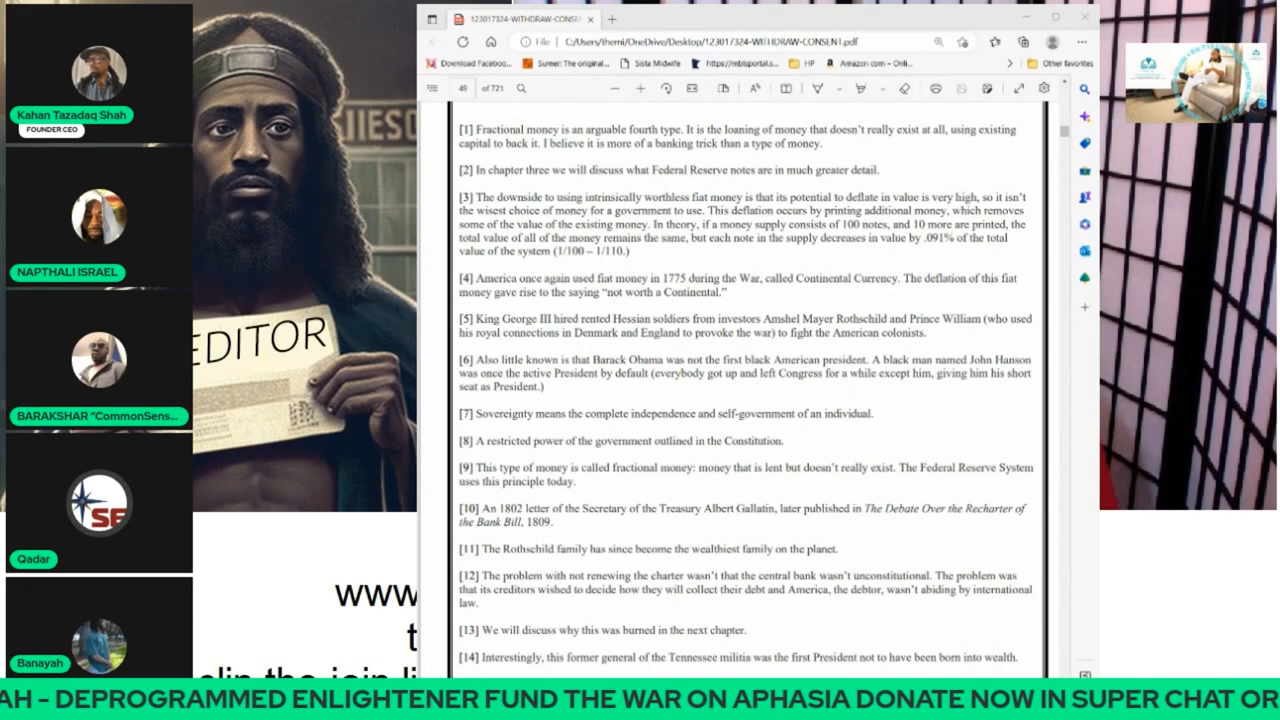 Kahan Tazadaq Shah
FOUNDER CEO
NAPTHALI ISRAEL
BARAKSHAR "CommonSens...
Qadar
SE
Banayah
JIESC
EDITOR
www
123017324-WITHDRAW-CONSE
File
C:/Users/themi/OneDrive/Desktop/123017324-WITHDRAW-CONSENT.pdf
Download Faceboo...
Sumer: The original...
Sista Midwife
https://mblsportal.s...
HP
Amazon.com – Onli...
Other favorites
49 of 721
[1] Fractional money is an arguable fourth type. It is the loaning of money that doesn't really exist at all, using existing
capital to back it. I believe it is more of a banking trick than a type of money.
[2] In chapter three we will discuss what Federal Reserve notes are in much greater detail.
[3] The downside to using intrinsically worthless fiat money is that its potential to deflate in value is very high, so it isn't
the wisest choice of money for a government to use. This deflation occurs by printing additional money, which removes
some of the value of the existing money. In theory, if a money supply consists of 100 notes, and 10 more are printed, the
total value of all of the money remains the same, but each note in the supply decreases in value by .091% of the total
value of the system (1/100 – 1/110.)
[4] America once again used fiat money in 1775 during the War, called Continental Currency. The deflation of this fiat
money gave rise to the saying "not worth a Continental."
[5] King George III hired rented Hessian soldiers from investors Amshel Mayer Rothschild and Prince William (who used
his royal connections in Denmark and England to provoke the war) to fight the American colonists.
[6] Also little known is that Barack Obama was not the first black American president. A black man named John Hanson
was once the active President by default (everybody got up and left Congress for a while except him, giving him his short
seat as President.)
[7] Sovereignty means the complete independence and self-government of an individual.
[8] A restricted power of the government outlined in the Constitution.
[9] This type of money is called fractional money: money that is lent but doesn't really exist. The Federal Reserve System
uses this principle today.
[10] An 1802 letter of the Secretary of the Treasury Albert Gallatin, later published in The Debate Over the Recharter of
the Bank Bill, 1809.
[11] The Rothschild family has since become the wealthiest family on the planet.
[12] The problem with not renewing the charter wasn't that the central bank wasn't unconstitutional. The problem was
that its creditors wished to decide how they will collect their debt and America, the debtor, wasn't abiding by international
law.
[13] We will discuss why this was burned in the next chapter.
[14] Interestingly, this former general of the Tennessee militia was the first President not to have been born into wealth.
AH - DEPROGRAMMED ENLIGHTENER FUND THE WAR ON APHASIA DONATE NOW IN SUPER CHAT OR